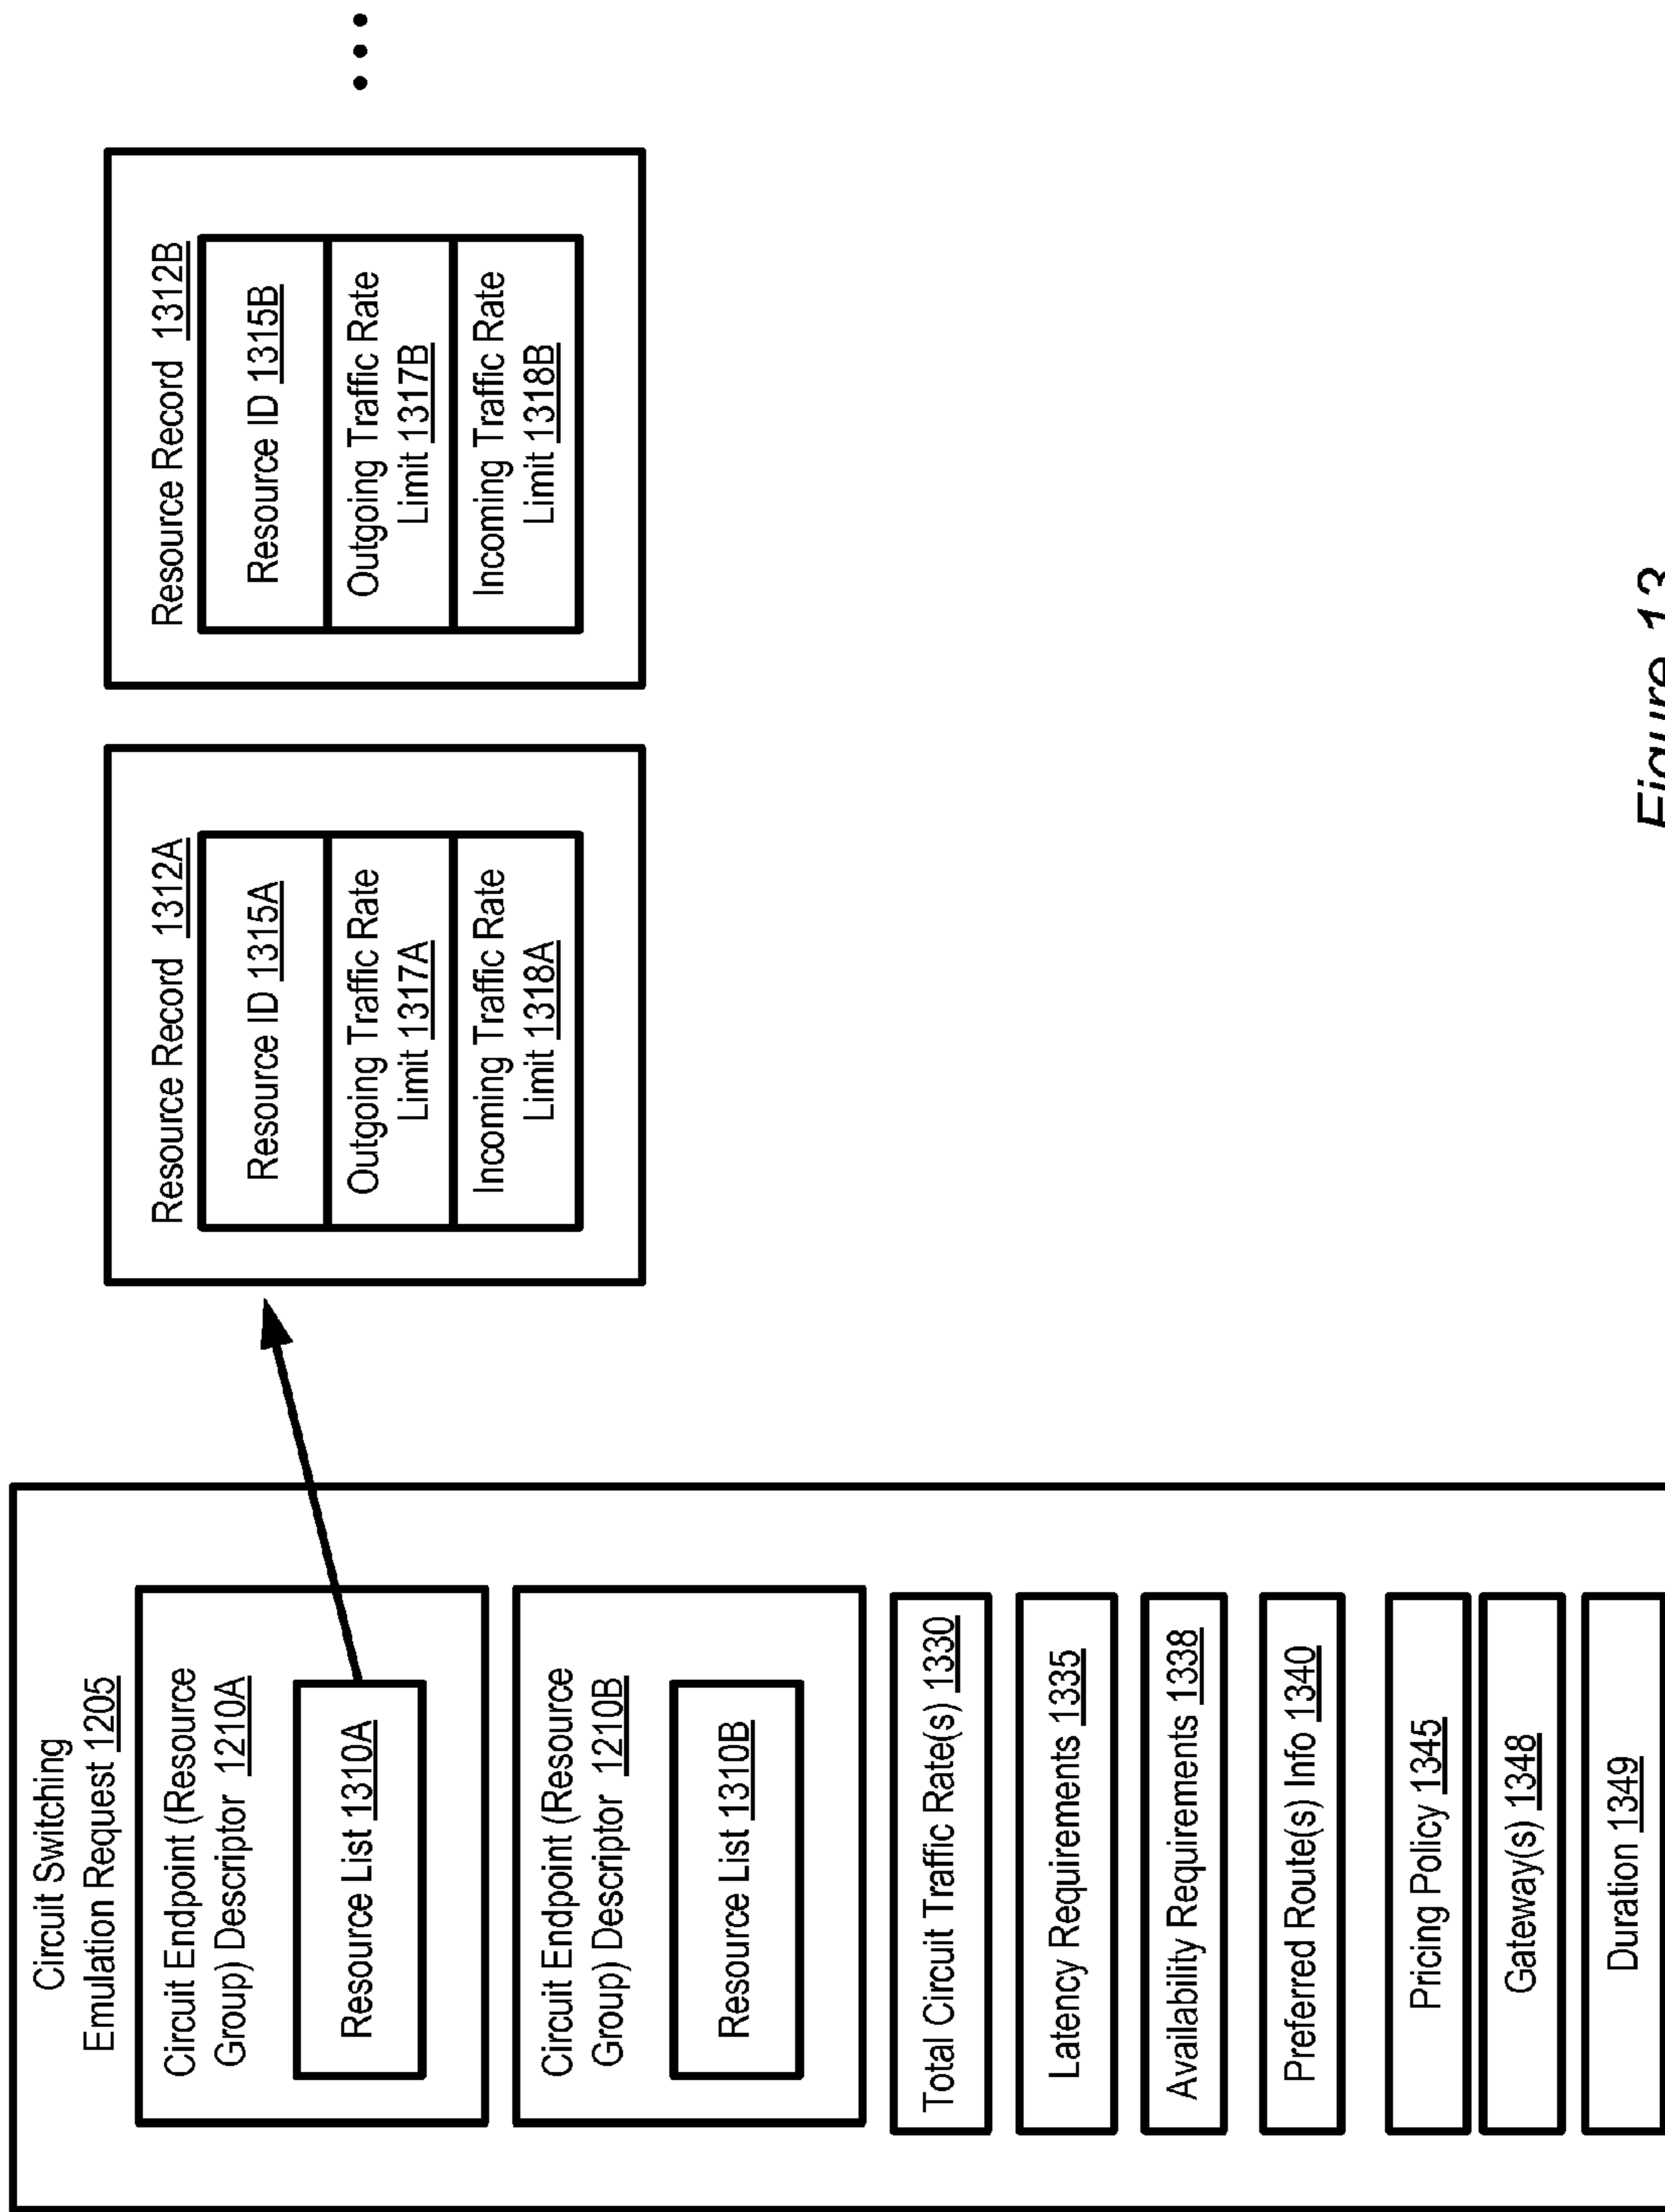 Circuit Switching
Emulation Request 1205
Circuit Endpoint (Resource
Group) Descriptor 1210A
Resource List 1310A
Circuit Endpoint (Resource
Group) Descriptor 1210B
Resource List 1310B
Total Circuit Traffic Rate(s) 1330
Latency Requirements 1335
Availability Requirements 1338
Preferred Route(s) Info 1340
Pricing Policy 1345
Gateway(s) 1348
Duration 1349
Resource Record 1312A
Resource ID 1315A
Outgoing Traffic Rate
Limit 1317A
Incoming Traffic Rate
Limit 1318A
Resource Record 1312B
Resource ID 1315B
Outgoing Traffic Rate
Limit 1317B
Incoming Traffic Rate
Limit 1318B
Figure 13